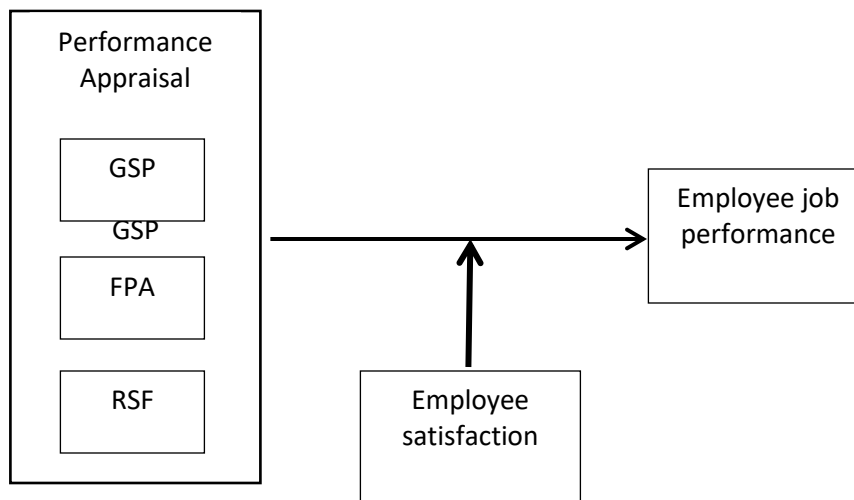 Performance
Appraisal
GSP
GSP
FPA
RSF
Employee job
performance
Employee
satisfaction